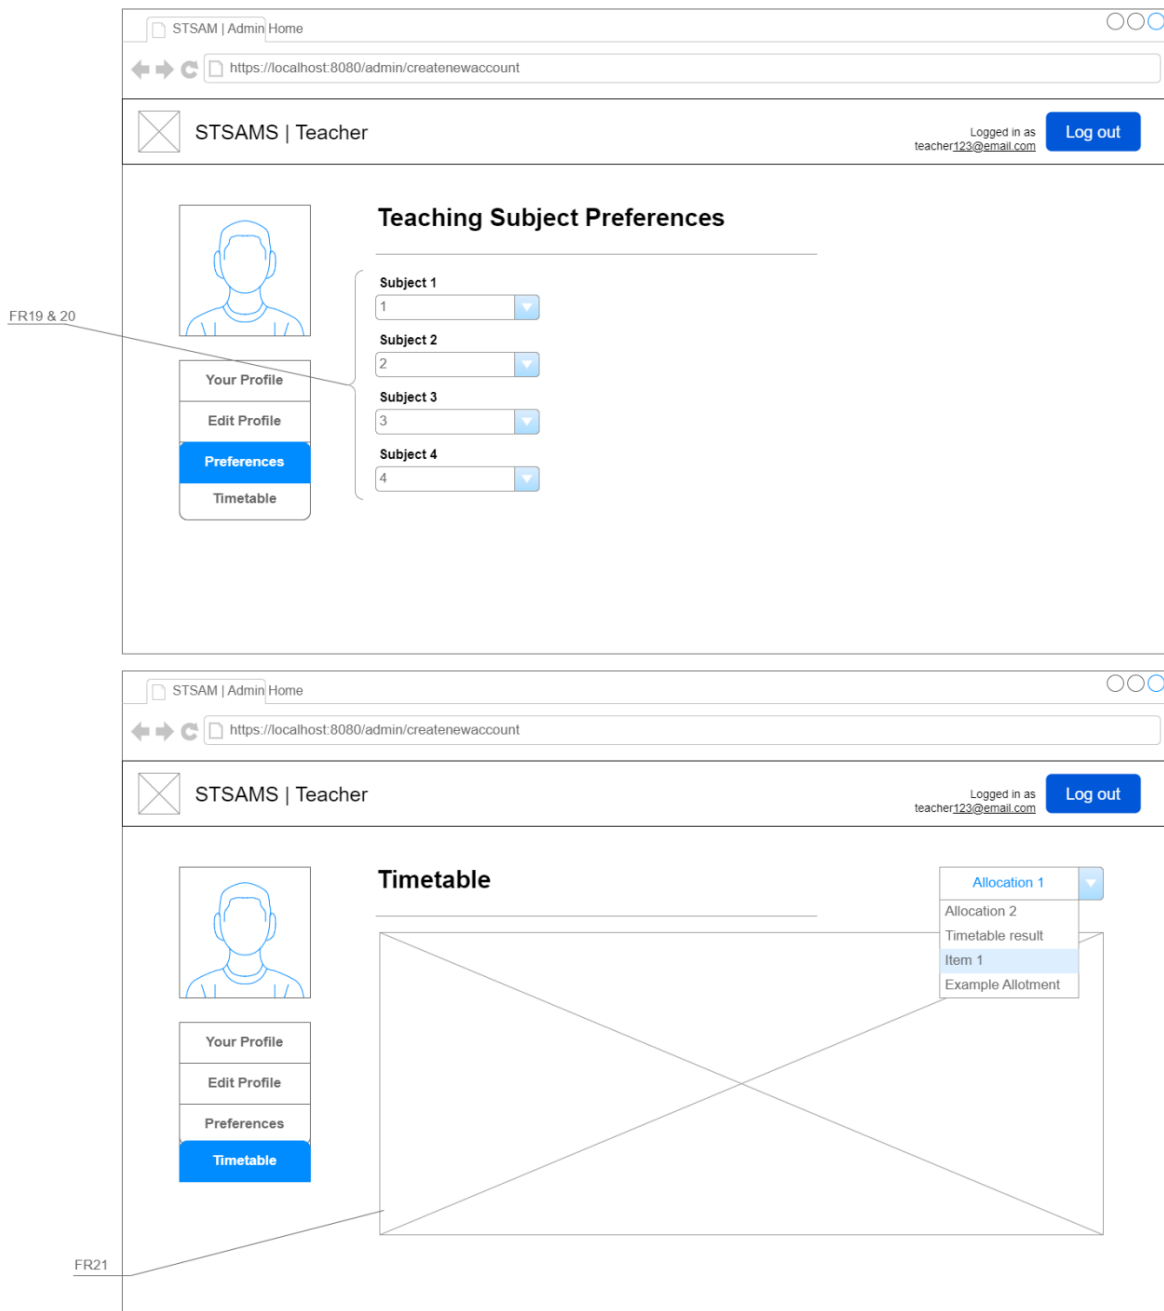 STSAM | Admin Home
https://localhost:8080/admin/createnewaccount
STSAMS | Teacher
Logged in as
teacher123@email.com
Log out
Teaching Subject Preferences
Subject 1
1
Subject 2
2
Subject 3
3
Subject 4
4
FR19 & 20
Your Profile
Edit Profile
Preferences
Timetable
STSAM | Admin Home
https://localhost:8080/admin/createnewaccount
STSAMS | Teacher
Logged in as
teacher123@email.com
Log out
Timetable
Allocation 1
Allocation 2
Timetable result
Item 1
Example Allotment
Your Profile
Edit Profile
Preferences
Timetable
FR21